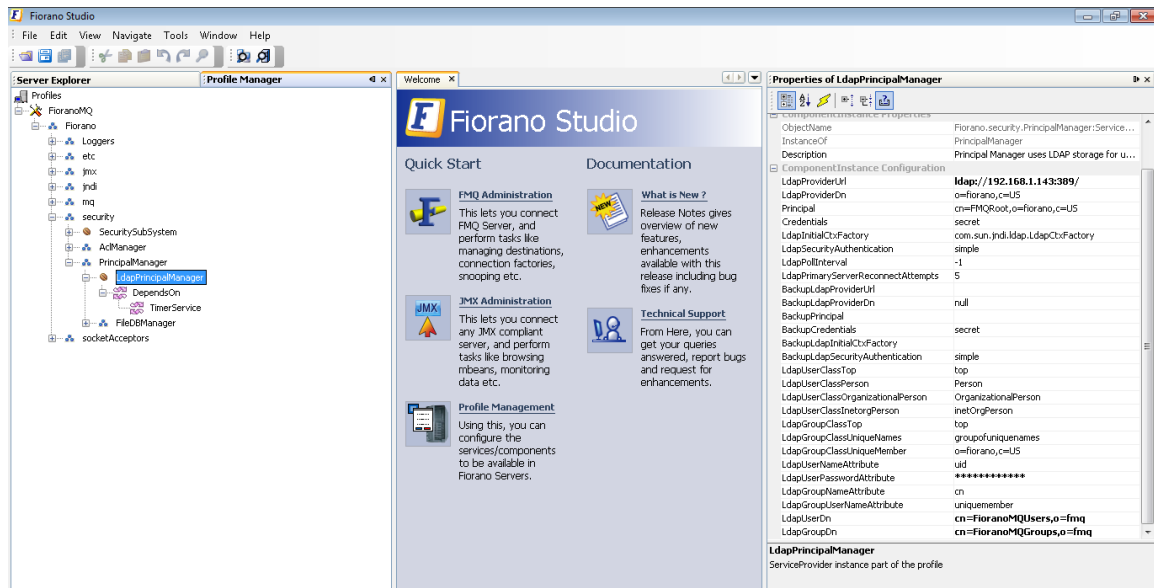 Fiorano Studio
File Edit View Navigate Tools Window Help
Server Explorer
Profile Manager
Profiles
FioranoMQ
Fiorano
Loggers
etc
jmx
jndi
mq
security
SecuritySubSystem
AclManager
PrincipalManager
LdapPrincipalManager
DependsOn
TimerService
FileDBManager
socketAcceptors
Welcome
Fiorano Studio
Quick Start
FMQ Administration
This lets you connect
FMQ Server, and
perform tasks like
managing destinations,
connection factories,
snooping etc.
JMX
JMX Administration
This lets you connect
any JMX compliant
server, and perform
tasks like browsing
mbeans, monitoring
data etc.
Profile Management
Using this, you can
configure the
services/components
to be available in
Fiorano Servers.
Documentation
NEW
What is New ?
Release Notes gives
overview of new
features,
enhancements
available with this
release including bug
fixes if any.
Technical Support
From Here, you can
get your queries
answered, report bugs
and request for
enhancements.
Properties of LdapPrincipalManager
ComponentInstance Properties
ObjectName Fiorano.security.PrincipalManager:Service...
InstanceOf PrincipalManager
Description Principal Manager uses LDAP storage for u...
ComponentInstance Configuration
LdapProviderUrl ldap://192.168.1.143:389/
LdapProviderDn o=fiorano,c=US
Principal cn=FMQRoot,o=fiorano,c=US
Credentials secret
LdapInitialCtxFactory com.sun.jndi.ldap.LdapCtxFactory
LdapSecurityAuthentication simple
LdapPollInterval -1
LdapPrimaryServerReconnectAttempts 5
BackupLdapProviderUrl
BackupLdapProviderDn null
BackupPrincipal
BackupCredentials secret
BackupLdapInitialCtxFactory
BackupLdapSecurityAuthentication simple
LdapUserClassTop top
LdapUserClassPerson Person
LdapUserClassOrganizationalPerson OrganizationalPerson
LdapUserClassInetorgPerson inetOrgPerson
LdapGroupClassTop top
LdapGroupClassUniqueNames groupofuniquenames
LdapGroupClassUniqueMember o=fiorano,c=US
LdapUserNameAttribute uid
LdapUserPasswordAttribute ************
LdapGroupNameAttribute cn
LdapGroupUserNameAttribute uniquemember
LdapUserDn cn=FioranoMQUsers,o=fmq
LdapGroupDn cn=FioranoMQGroups,o=fmq
LdapPrincipalManager
ServiceProvider instance part of the profile